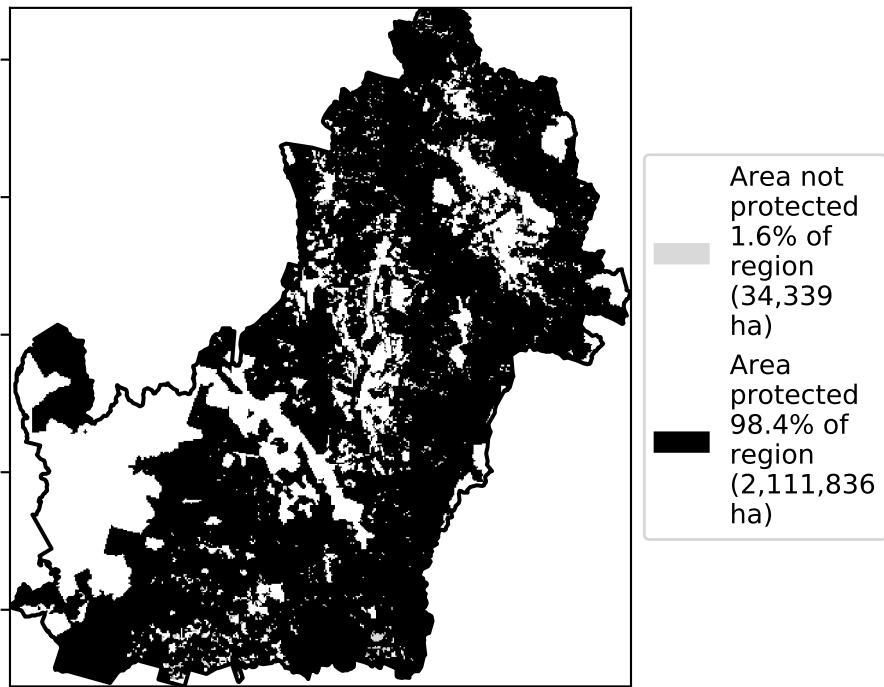 Area not
protected
1.6% of
region
(34,339
ha)
Area
protected
98.4% of
region
(2,111,836
ha)